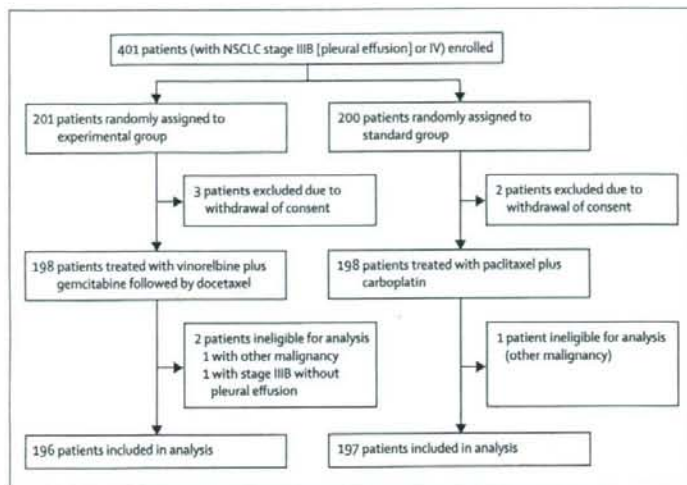 401 patients (with NSCLC stage IIIB [pleural effusion] or IV) enrolled
201 patients randomly assigned to
experimental group
200 patients randomly assigned to
standard group
3 patients excluded due to
withdrawal of consent
2 patients excluded due to
withdrawal of consent
198 patients treated with vinorelbine plus
gemcitabine followed by docetaxel
198 patients treated with paclitaxel plus
carboplatin
2 patients ineligible for analysis
1 with other malignancy
1 with stage IIIB without
pleural effusion
1 patient ineligible for analysis
(other malignancy)
196 patients included in analysis
197 patients included in analysis